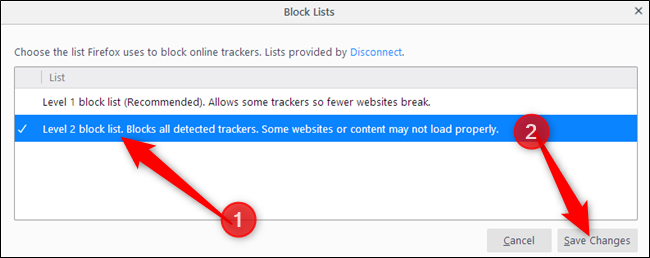 Block Lists
Choose the list Firefox uses to block online trackers. Lists provided by Disconnect.
List
Level 1 block list (Recommended). Allows some trackers so fewer websites break.
Level 2 block list. Blocks all detected trackers. Some websites or content may not load properly.
2
1
Cancel
Save Changes